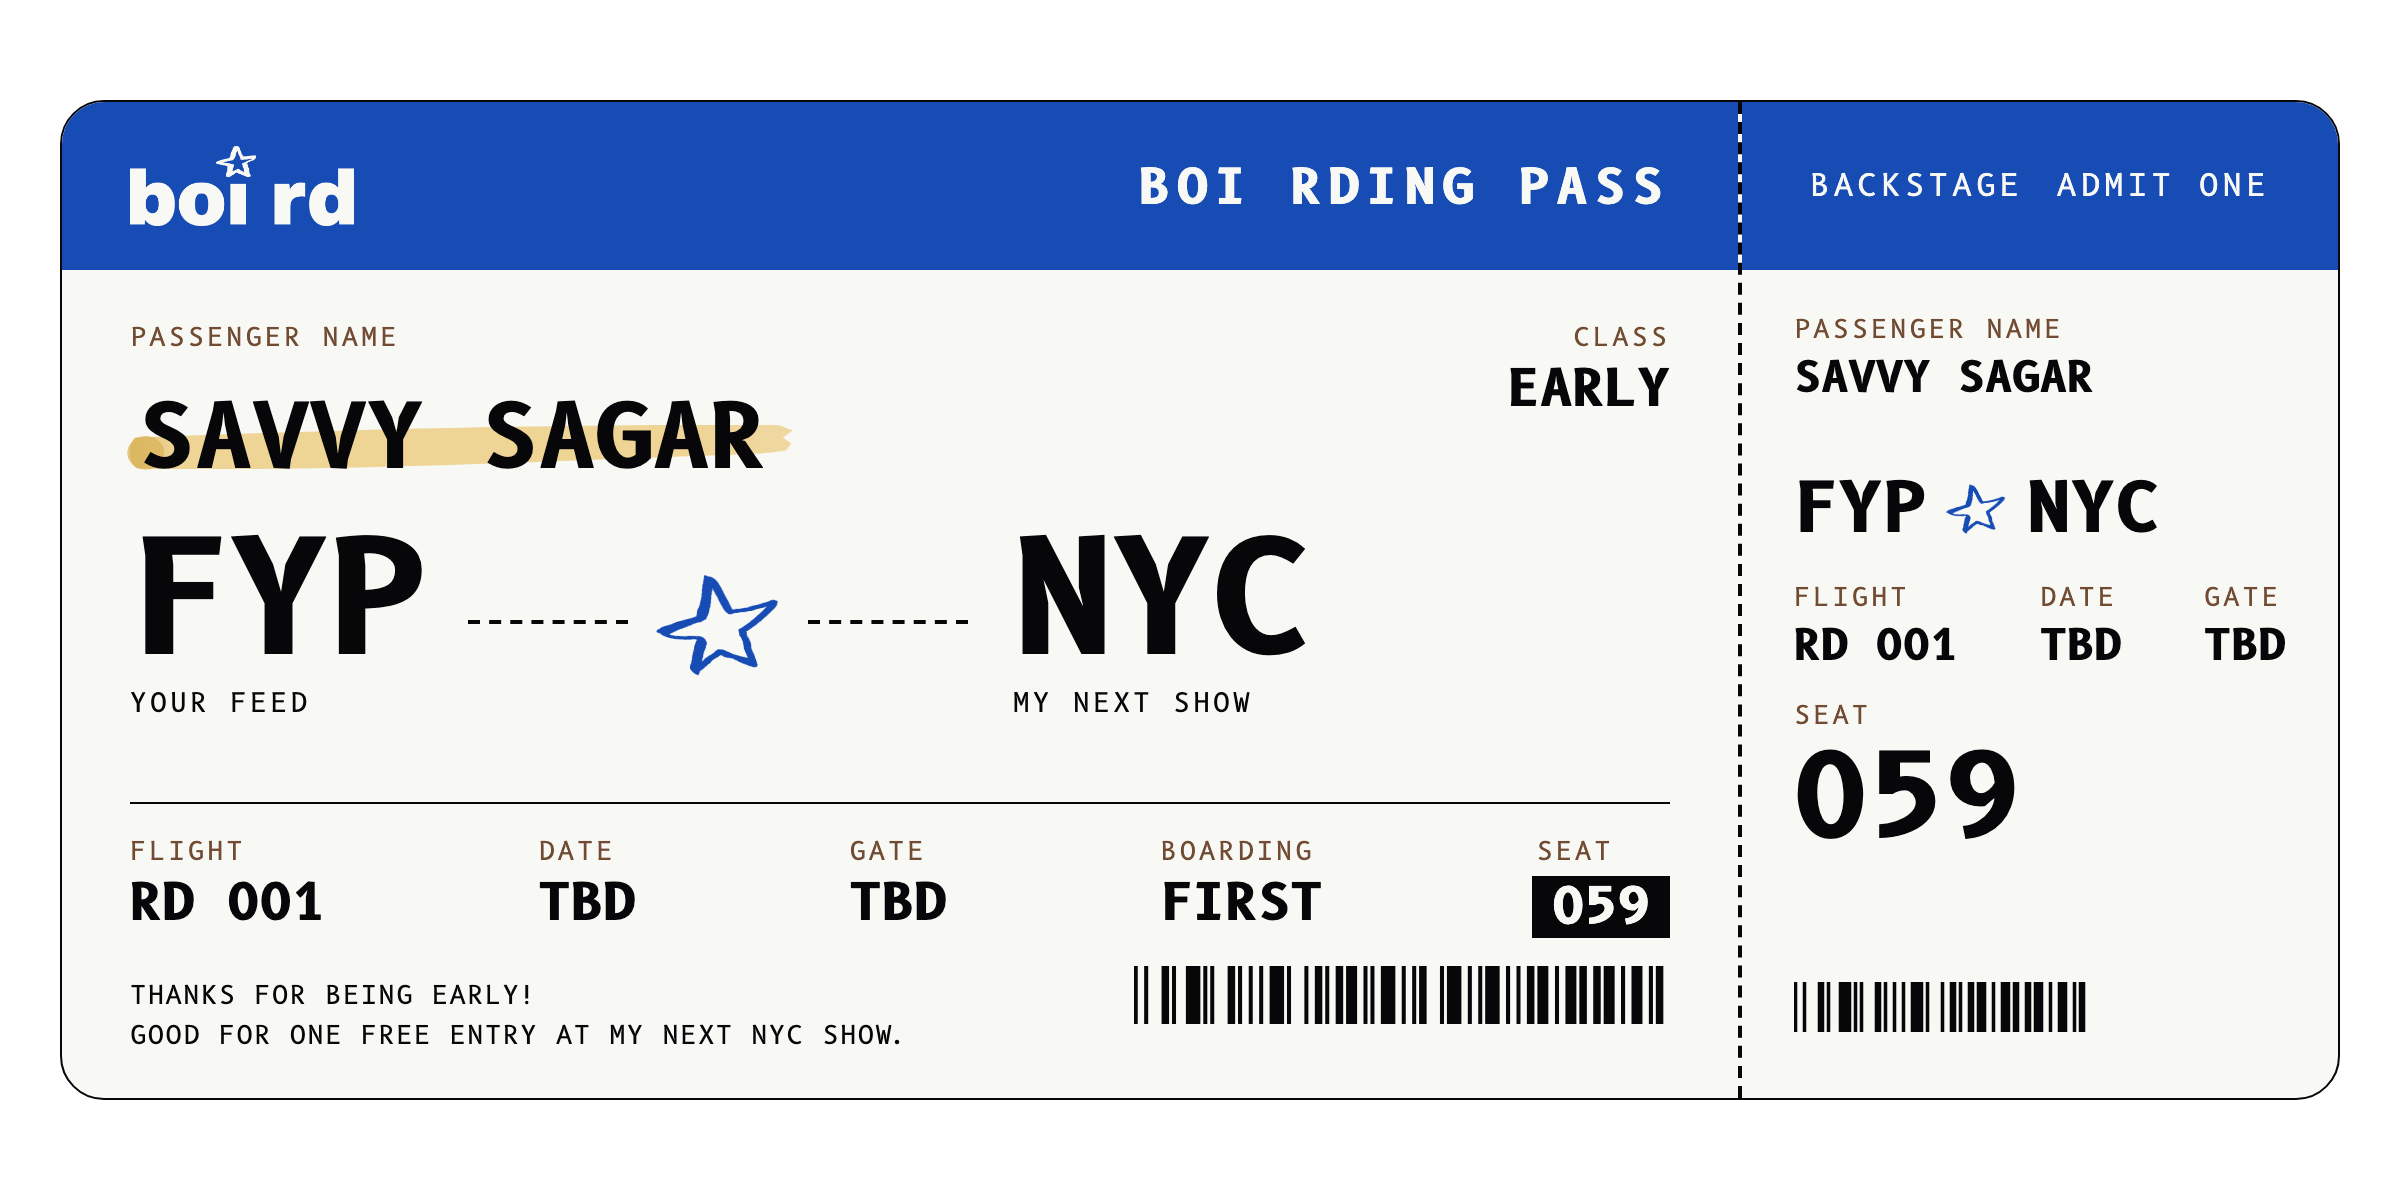 boi rd
BOI RDING PASS
PASSENGER NAME
CLASS
EARLY
SAVVY SAGAR
FYP
NYC
YOUR FEED
MY NEXT SHOW
FLIGHT
DATE
GATE
BOARDING
SEAT
RD 001
TBD
TBD
FIRST
059
THANKS FOR BEING EARLY!
GOOD FOR ONE FREE ENTRY AT MY NEXT NYC SHOW.
BACKSTAGE ADMIT ONE
PASSENGER NAME
SAVVY SAGAR
FYP NYC
FLIGHT
DATE
GATE
RD 001
TBD
TBD
SEAT
059